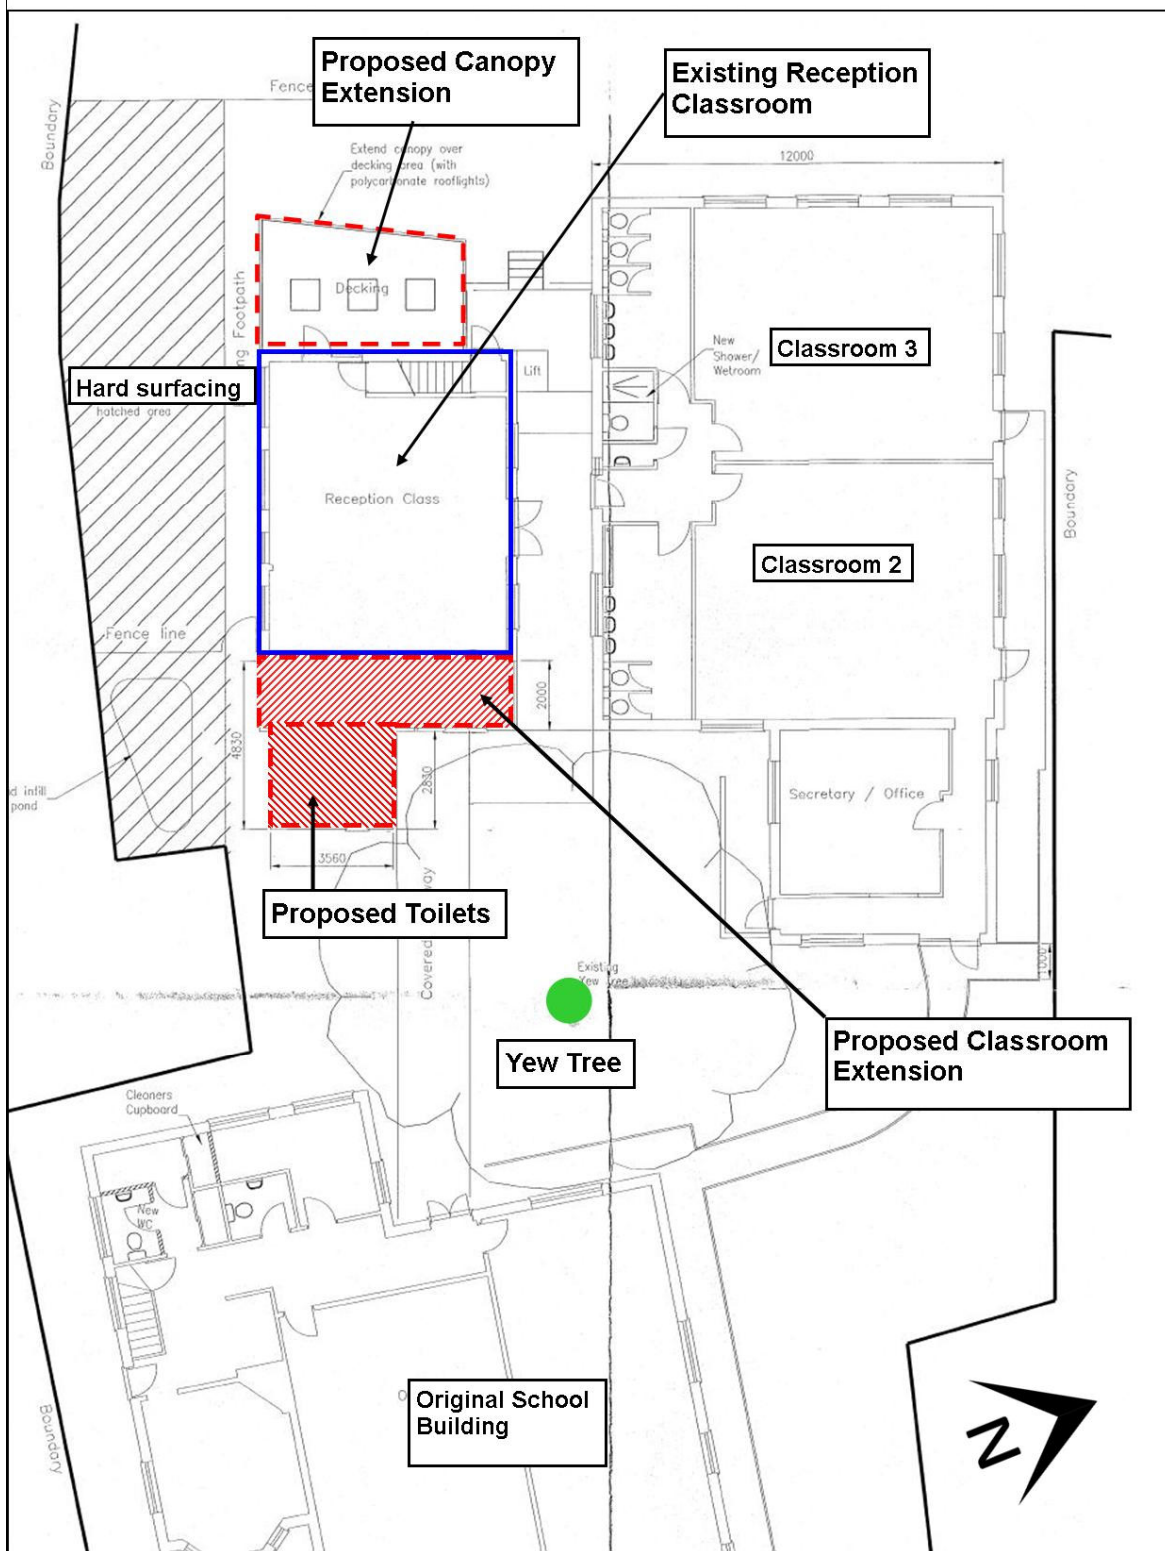 Proposed Canopy
Extension
Existing Reception
Classroom
Fence
Boundary
Extend canopy over
decking area (with
polycarbonate rooflights)
12000
Decking
Footpath
Lift
New
Shower/
Wetroom
Classroom 3
Hard surfacing
hatched area
Reception Class
Boundary
Classroom 2
Fence line
2000
4830
2830
infill
pond
Secretary / Office
3560
Proposed Toilets
Covered
1000
Existing
Yew Tree
Yew Tree
Proposed Classroom
Extension
Cleaners
Cupboard
New
WC
Original School
Building
Boundary
N